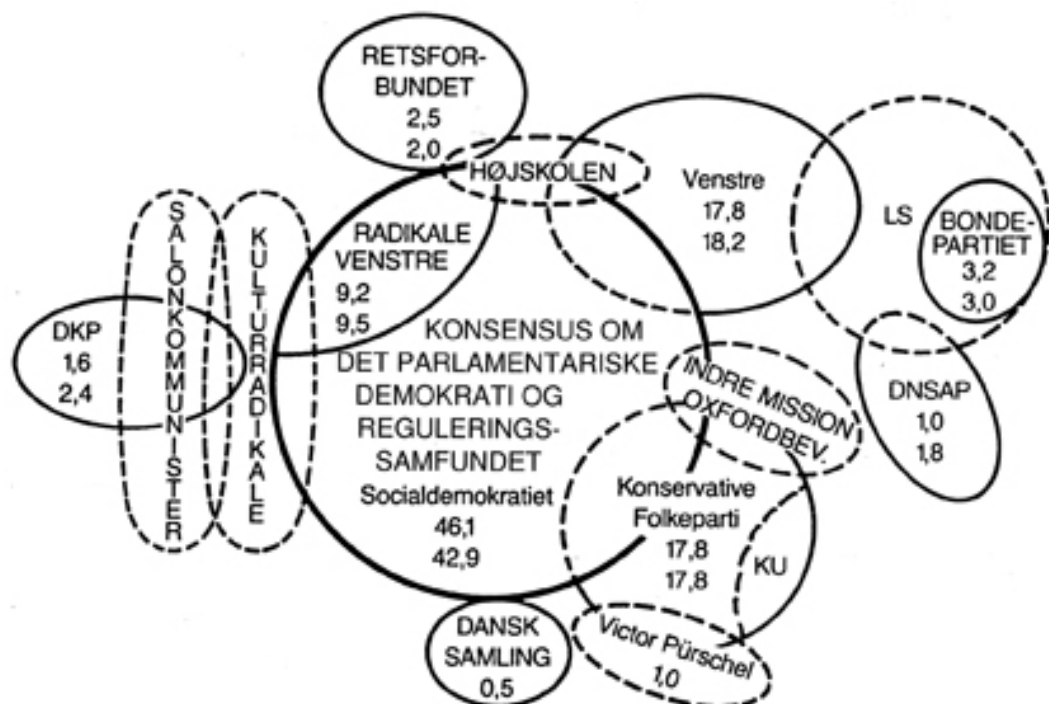 RETSFOR-
BUNDET
2,5
2,0
HØJSKOLEN
Venstre
17,8
18,2
LS
BONDE-
PARTIET
3,2
3,0
SALONKOMMUNISTER
KULTURRADIKALE
RADIKALE
VENSTRE
9,2
9,5
DKP
1,6
2,4
KONSENSUS OM
DET PARLAMENTARISKE
DEMOKRATI OG
REGULERINGS-
SAMFUNDET
Socialdemokratiet
46,1
42,9
INDRE MISSION
OXFORDBEV.
DNSAP
1,0
1,8
Konservative
Folkeparti
17,8
17,8
KU
DANSK
SAMLING
0,5
Victor Pürschel
1,0